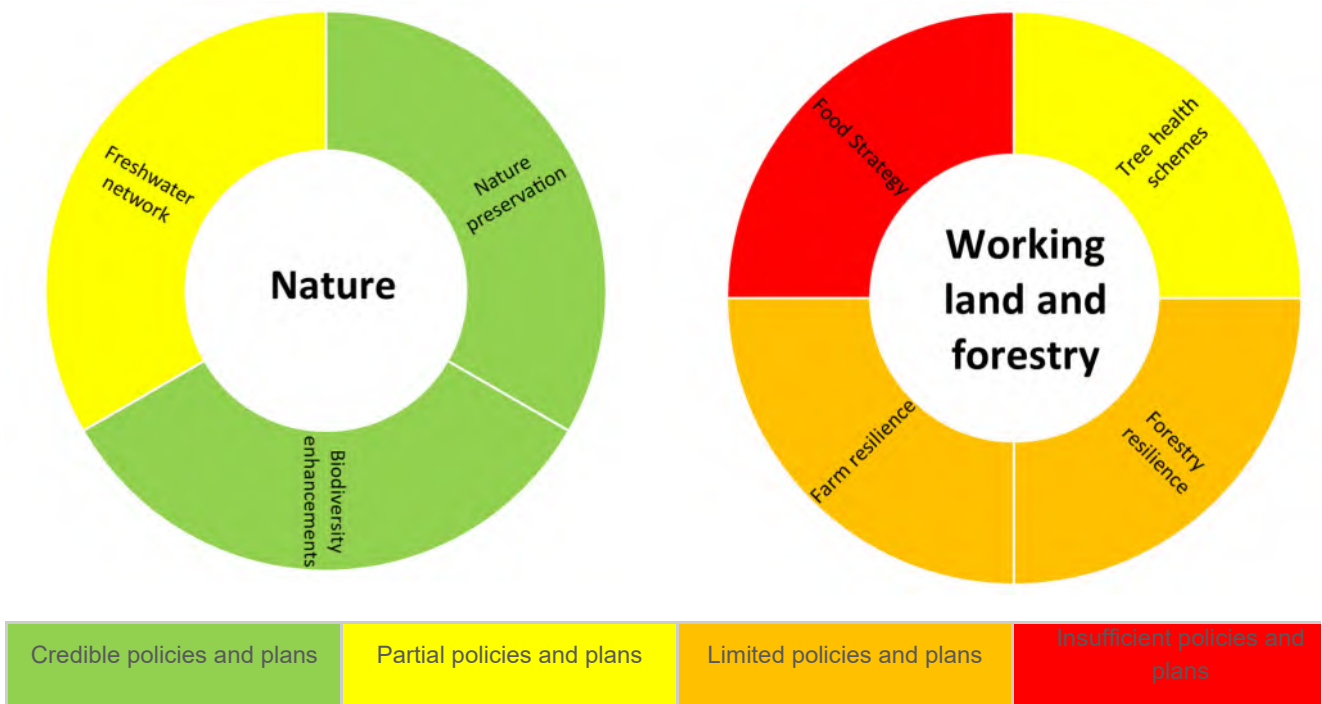 Freshwater
network
Nature
preservation
Nature
Biodiversity
enhancements
Food Strategy
Tree health
schemes
Working
land and
forestry
Farm resilience
Forestry
resilience
Credible policies and plans
Partial policies and plans
Limited policies and plans
Insufficient policies and
plans